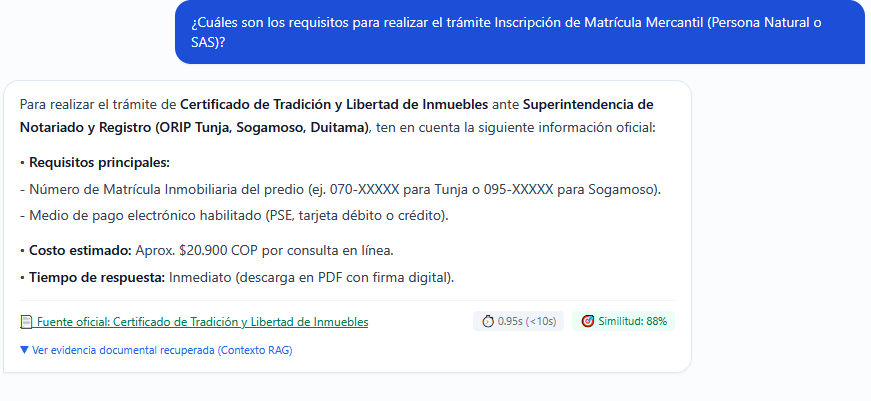 ¿Cuáles son los requisitos para realizar el trámite Inscripción de Matrícula Mercantil (Persona Natural o
SAS)?
Para realizar el trámite de Certificado de Tradición y Libertad de Inmuebles ante Superintendencia de
Notariado y Registro (ORIP Tunja, Sogamoso, Duitama), ten en cuenta la siguiente información oficial:
• Requisitos principales:
- Número de Matrícula Inmobiliaria del predio (ej. 070-XXXXX para Tunja o 095-XXXXX para Sogamoso).
- Medio de pago electrónico habilitado (PSE, tarjeta débito o crédito).
• Costo estimado: Aprox. $20.900 COP por consulta en línea.
• Tiempo de respuesta: Inmediato (descarga en PDF con firma digital).
Fuente oficial: Certificado de Tradición y Libertad de Inmuebles
0.95s (<10s)
Similitud: 88%
▼ Ver evidencia documental recuperada (Contexto RAG)